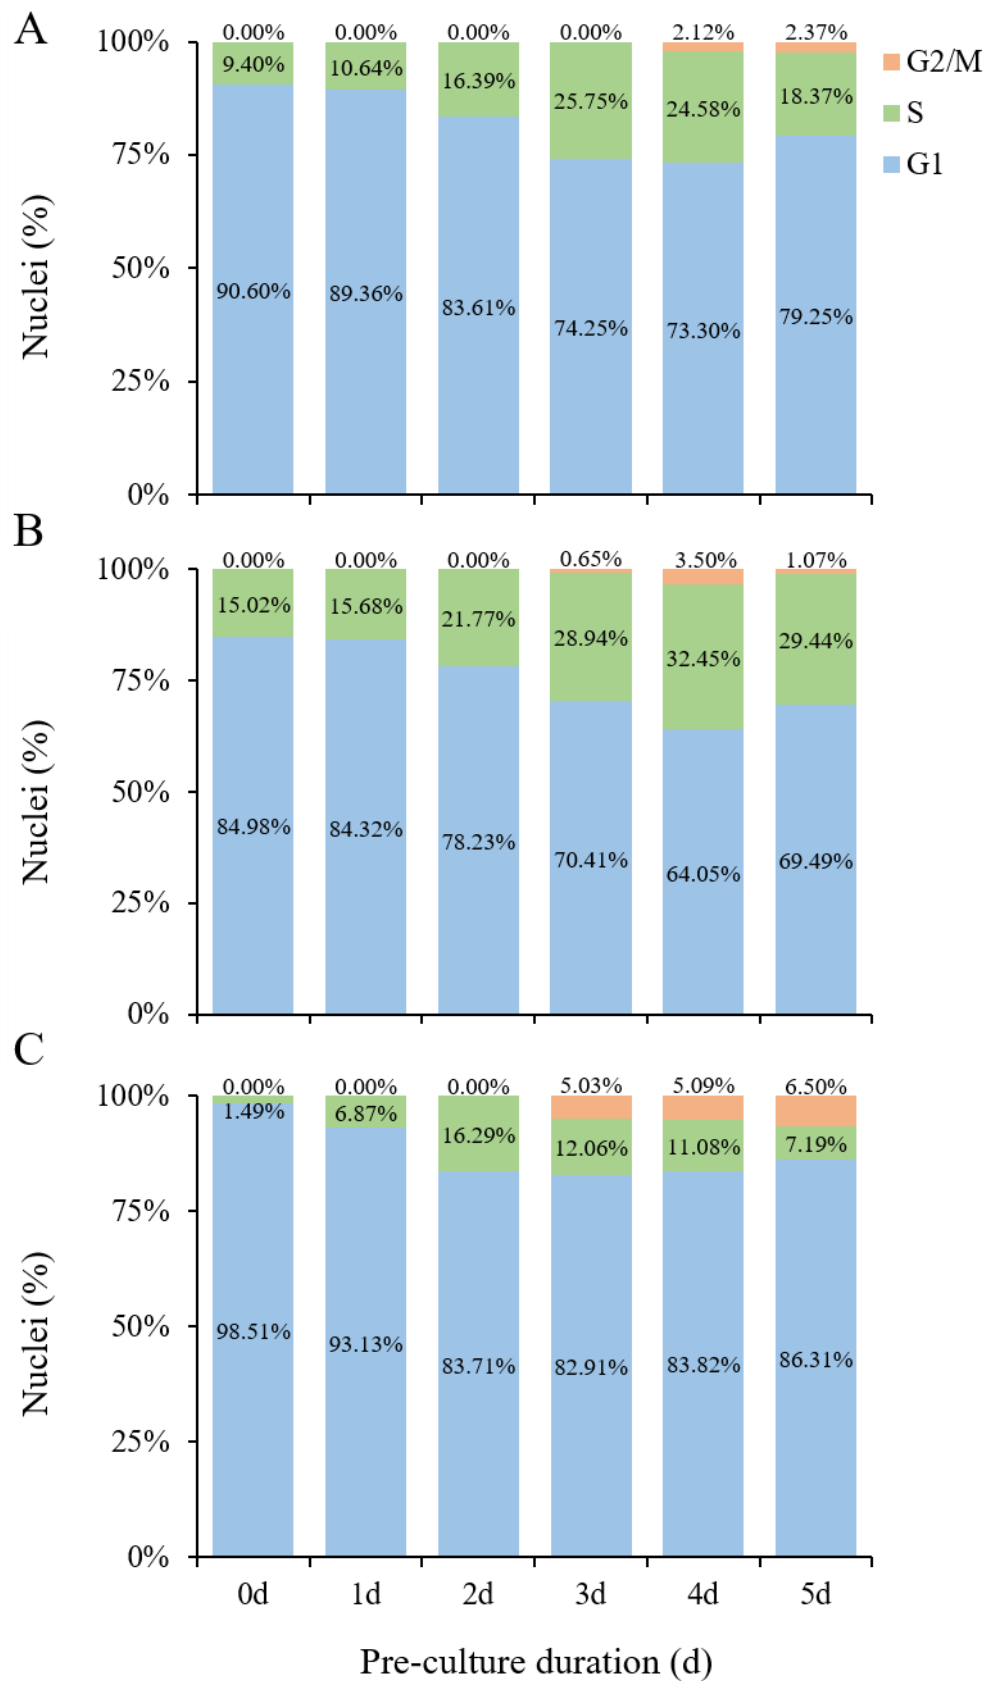 A
100%
75%
50%
25%
0%
Nuclei (%)
0.00% 0.00% 0.00% 0.00% 2.12% 2.37%
9.40% 10.64% 16.39% 25.75% 24.58% 18.37%
90.60% 89.36% 83.61% 74.25% 73.30% 79.25%
G2/M
S
G1
B
100%
75%
50%
25%
0%
Nuclei (%)
0.00% 0.00% 0.00% 0.65% 3.50% 1.07%
15.02% 15.68% 21.77% 28.94% 32.45% 29.44%
84.98% 84.32% 78.23% 70.41% 64.05% 69.49%
C
100%
75%
50%
25%
0%
Nuclei (%)
0.00% 0.00% 0.00% 5.03% 5.09% 6.50%
1.49% 6.87% 16.29% 12.06% 11.08% 7.19%
98.51% 93.13% 83.71% 82.91% 83.82% 86.31%
0d 1d 2d 3d 4d 5d
Pre-culture duration (d)